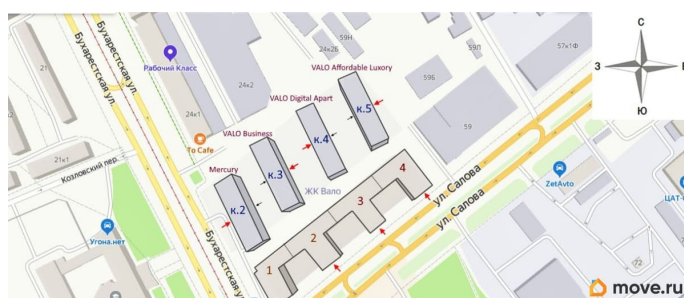 Бухарестская ул.
Бухарестская ул.
59Н
24к2Б
57к1Ф
С
З
Ю
Рабочий Класс
24к2
VALO Affordable Luxury
59Л
59Б
21
VALO Digital Apart
к.5
24к1
59
To Cafe
VALO Business
к.4
21к1
Козловский пер.
Mercury
к.3
4
ул. Салова
ZetAvto
к.2
ЖК Вало
3
ул. Салова
ЦАТ-
Угона.нет
Бухарестская ул.
2
72
1
move.ru